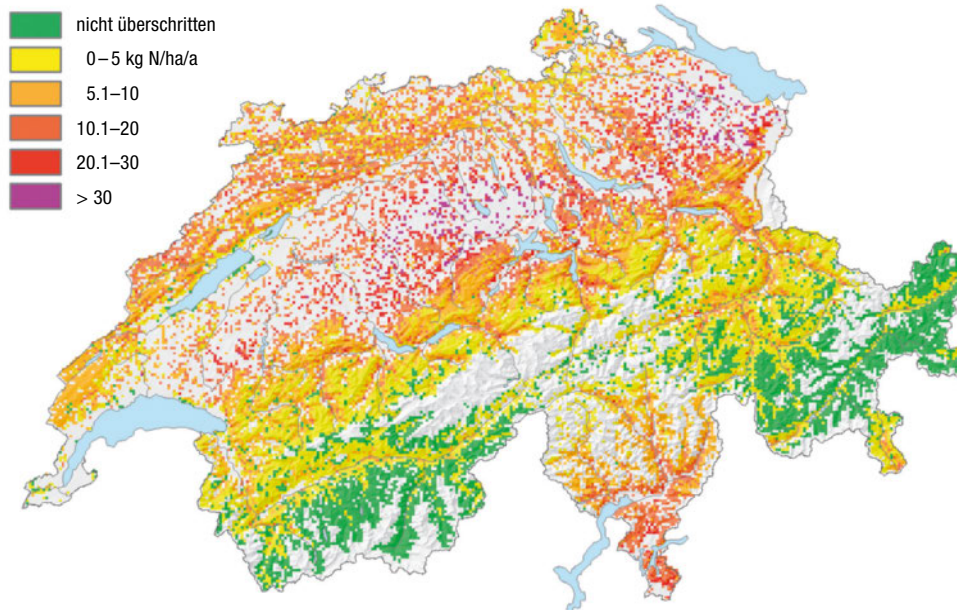 nicht überschritten
0–5 kg N/ha/a
5.1–10
10.1–20
20.1–30
> 30